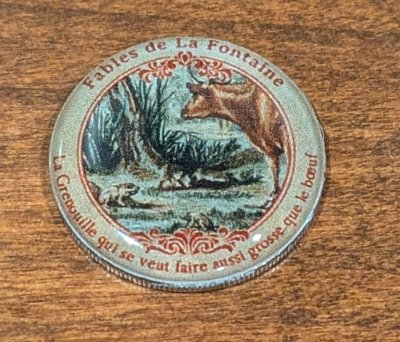 Fables de La Fontaine
La Grenouille qui se veut faire aussi grosse que le bœuf